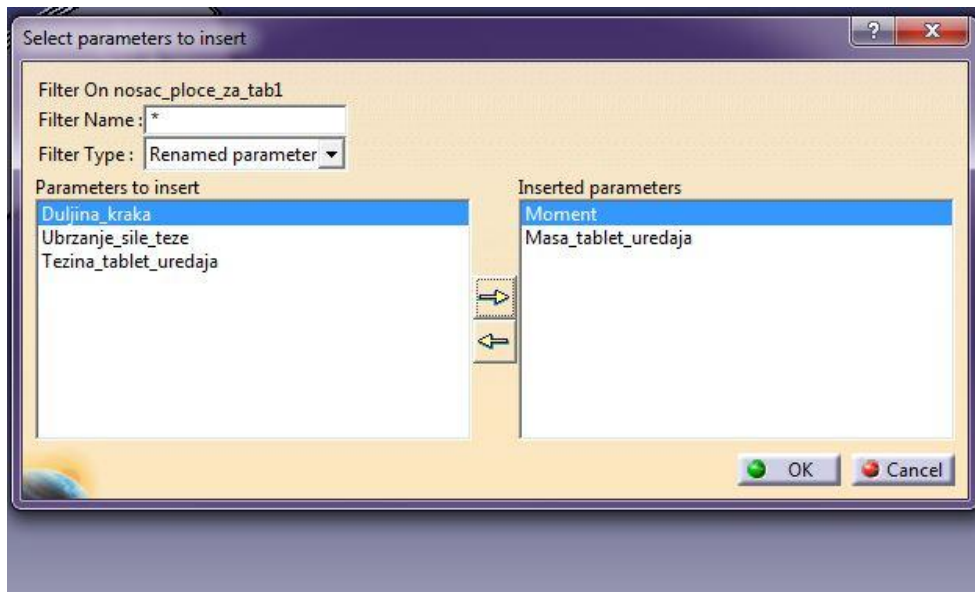 Select parameters to insert
?
x
Filter On nosac_ploce_za_tab1
Filter Name : *
Filter Type : Renamed parameter
Parameters to insert
Inserted parameters
Duljina_kraka
Ubrzanje_sile_teze
Tezina_tablet_uredaja
Moment
Masa_tablet_uredaja
OK
Cancel